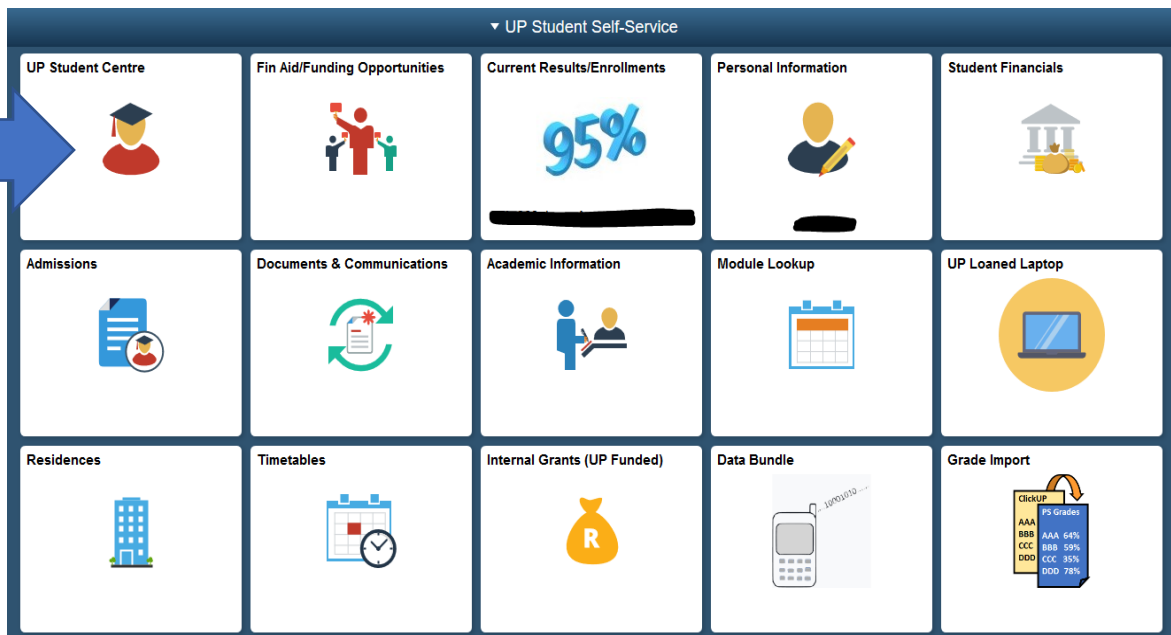 UP Student Self-Service
UP Student Centre
Fin Aid/Funding Opportunities
Current Results/Enrollments
Personal Information
Student Financials
95%
Admissions
Documents & Communications
Academic Information
Module Lookup
UP Loaned Laptop
Residences
Timetables
Internal Grants (UP Funded)
Data Bundle
Grade Import
R
10001010
ClickUP
AAA
BBB
CCC
DDD
PS Grades
AAA 64%
BBB 59%
CCC 35%
DDD 78%